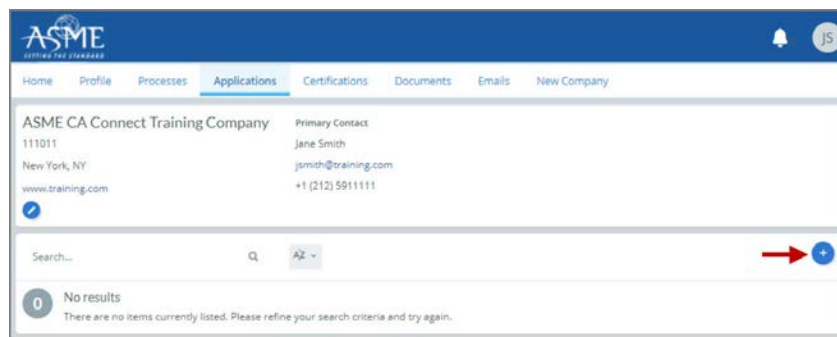 ASME
SETTING THE STANDARD
JS
Home Profile Processes Applications Certifications Documents Emails New Company
ASME CA Connect Training Company
111011
New York, NY
www.training.com
Primary Contact
Jane Smith
jsmith@training.com
+1 (212) 5911111
Search...
AZ
0
No results
There are no items currently listed. Please refine your search criteria and try again.